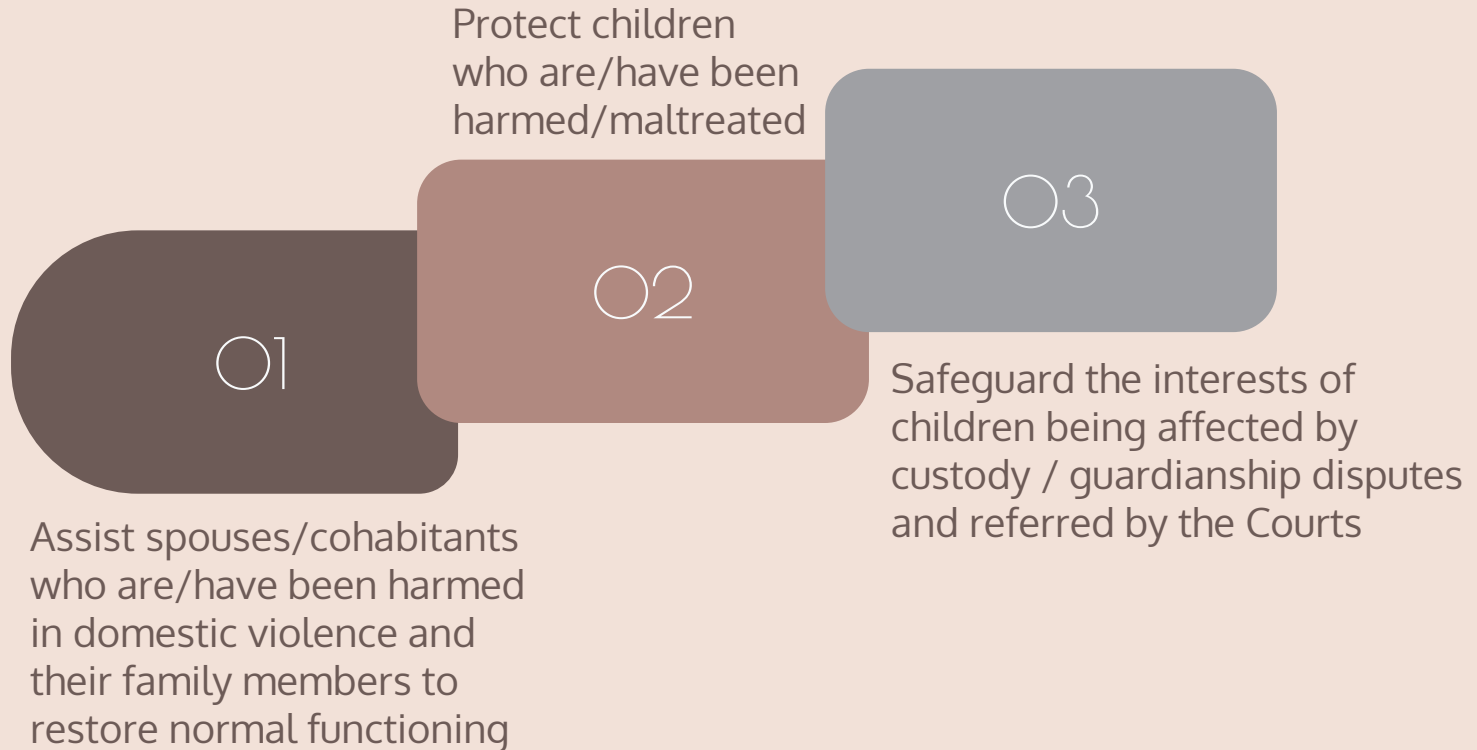 01
Assist spouses/cohabitants
who are/have been harmed
in domestic violence and
their family members to
restore normal functioning
Protect children
who are/have been
harmed/maltreated
02
03
Safeguard the interests of
children being affected by
custody / guardianship disputes
and referred by the Courts